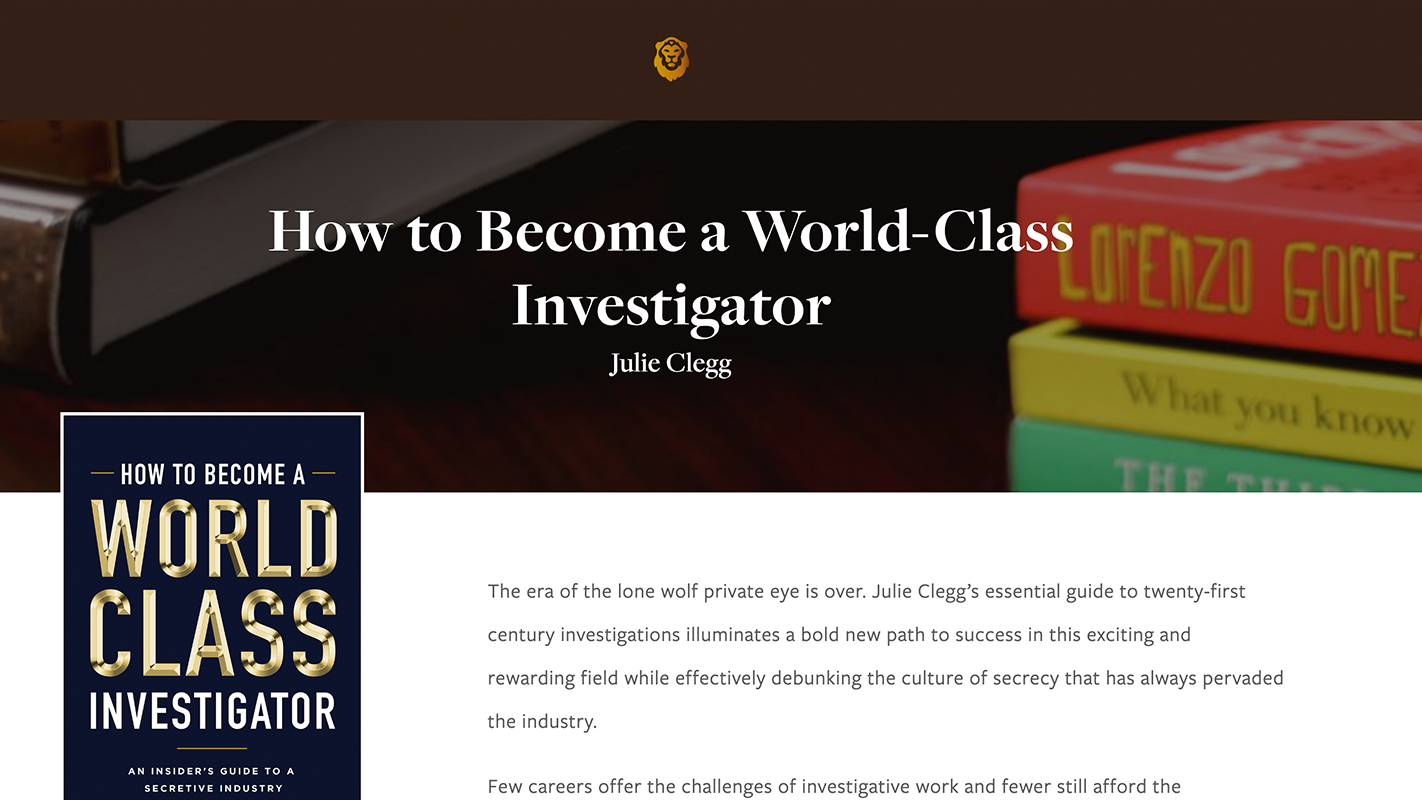 How to Become a World-Class
Investigator
Julie Clegg
LORENZO
What you know
HOW TO BECOME A
WORLD
CLASS
INVESTIGATOR
AN INSIDER'S GUIDE TO A
SECRETIVE INDUSTRY
The era of the lone wolf private eye is over. Julie Clegg’s essential guide to twenty-first
century investigations illuminates a bold new path to success in this exciting and
rewarding field while effectively debunking the culture of secrecy that has always pervaded
the industry.
Few careers offer the challenges of investigative work and fewer still afford the